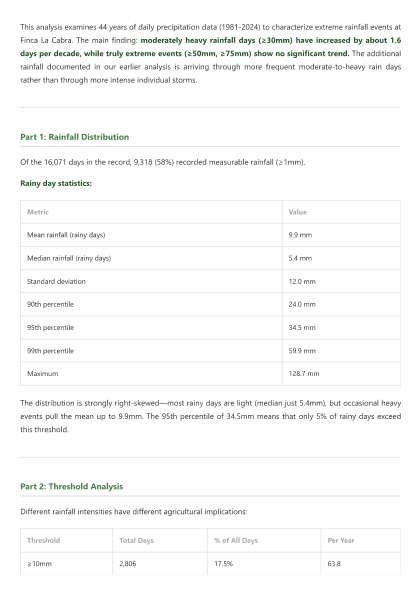 This analysis examines 44 years of daily precipitation data (1981-2024) to characterize extreme rainfall events at
Finca La Cabra. The main finding: moderately heavy rainfall days (≥30mm) have increased by about 1.6
days per decade, while truly extreme events (≥50mm, ≥75mm) show no significant trend. The additional
rainfall documented in our earlier analysis is arriving through more frequent moderate-to-heavy rain days
rather than through more intense individual storms.
Part 1: Rainfall Distribution
Of the 16,071 days in the record, 9,318 (58%) recorded measurable rainfall (≥1mm).
Rainy day statistics:
Metric Value
Mean rainfall (rainy days) 9.9 mm
Median rainfall (rainy days) 5.4 mm
Standard deviation 12.0 mm
90th percentile 24.0 mm
95th percentile 34.5 mm
99th percentile 59.9 mm
Maximum 128.7 mm
The distribution is strongly right-skewed—most rainy days are light (median just 5.4mm), but occasional heavy
events pull the mean up to 9.9mm. The 95th percentile of 34.5mm means that only 5% of rainy days exceed
this threshold.
Part 2: Threshold Analysis
Different rainfall intensities have different agricultural implications:
Threshold Total Days % of All Days Per Year
≥10mm 2,806 17.5% 63.8